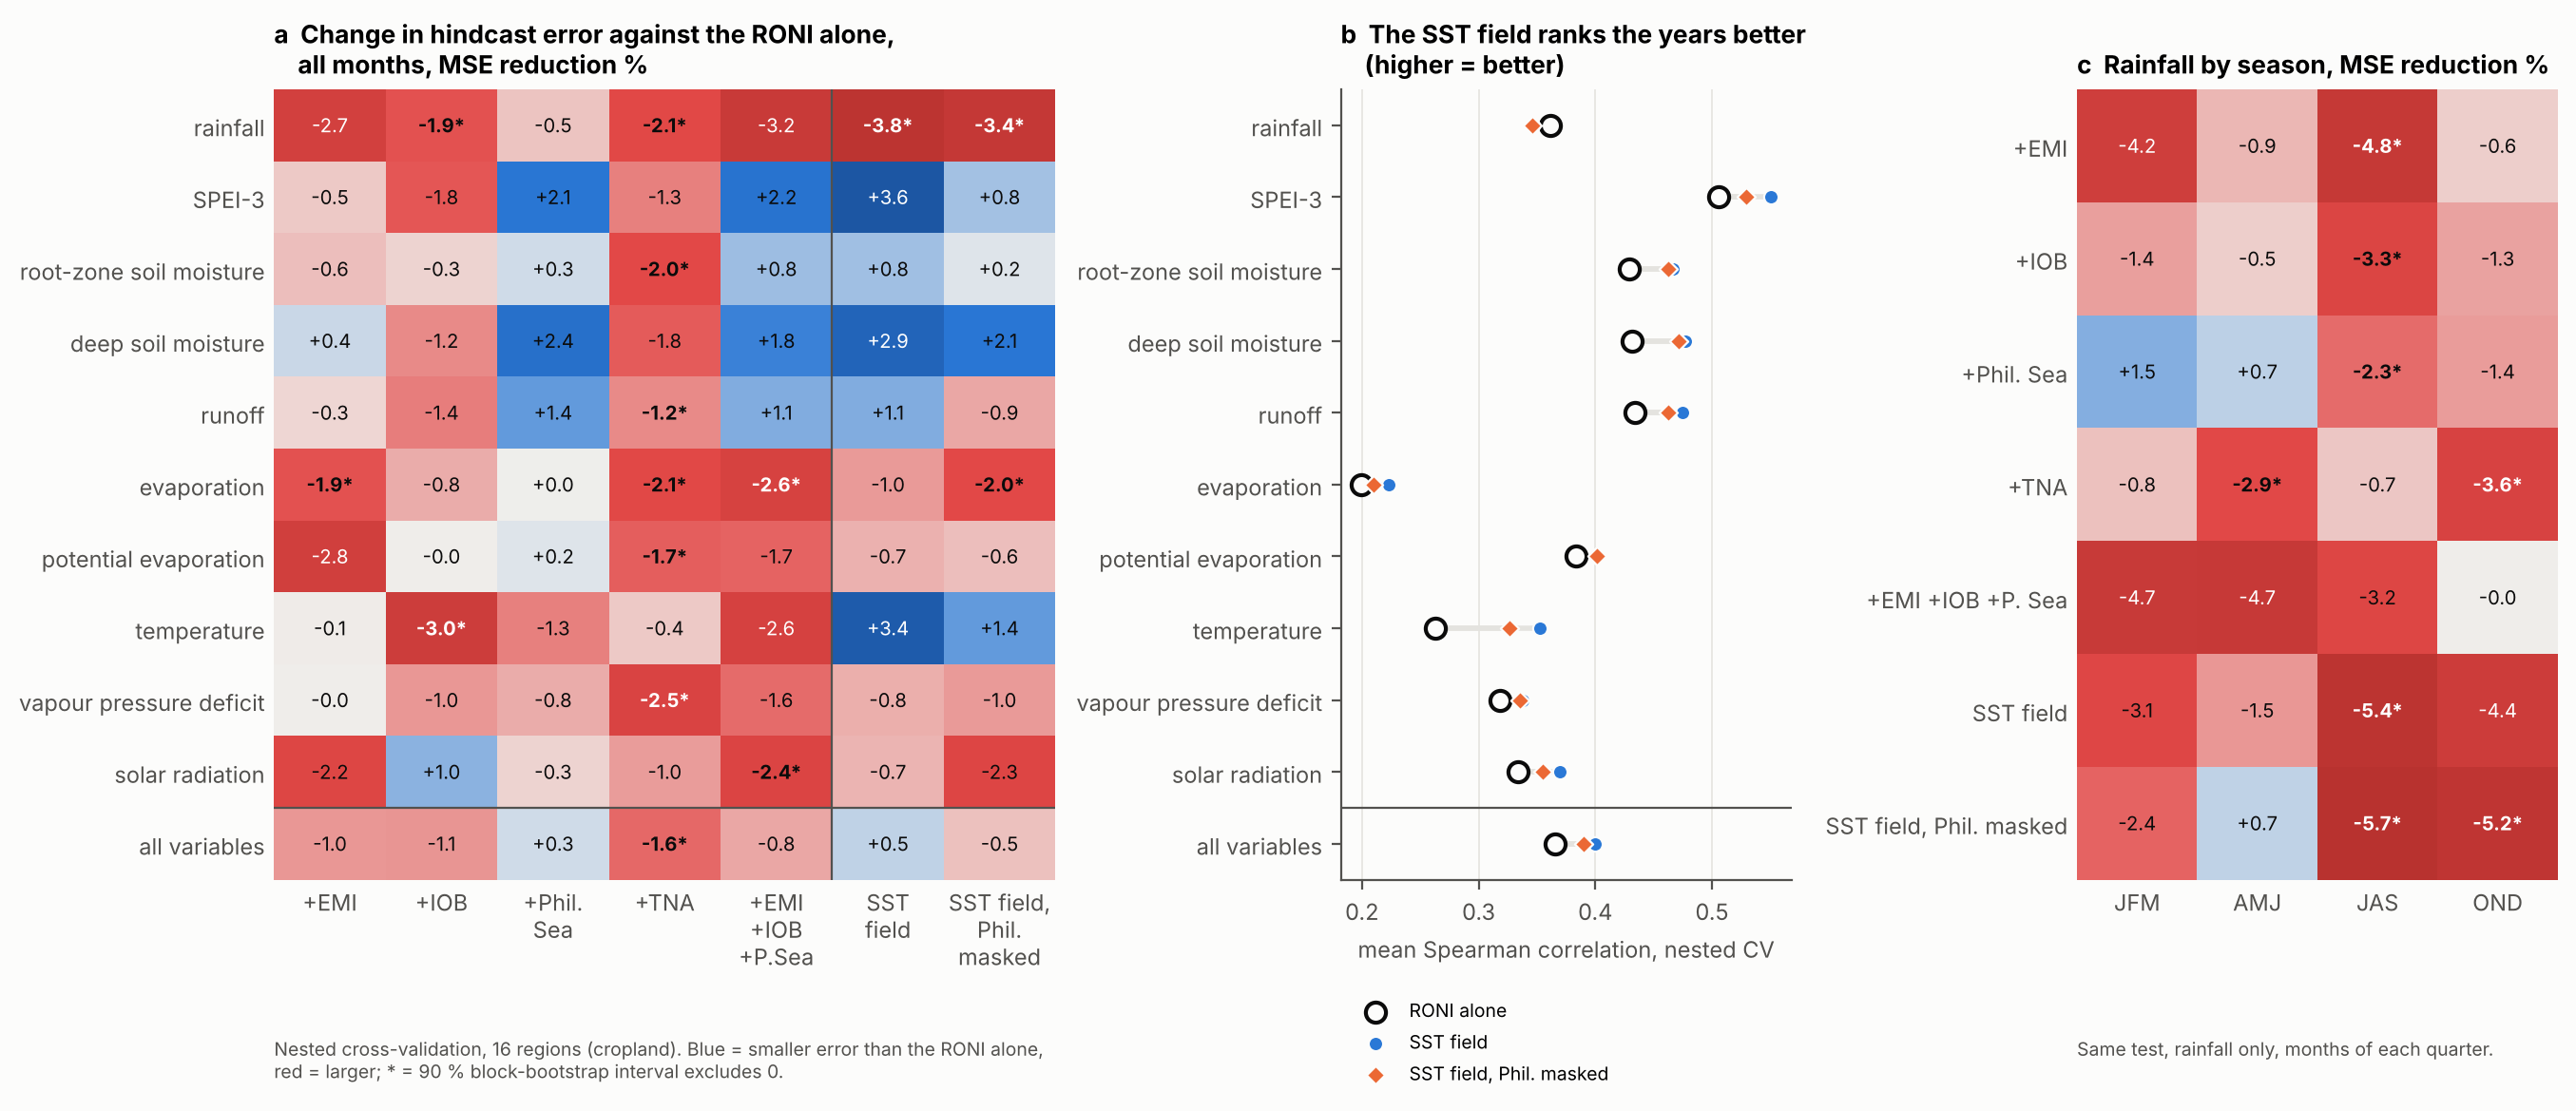 a Change in hindcast error against the RONI alone,
all months, MSE reduction %
rainfall -2.7 -1.9* -0.5 -2.1* -3.2 -3.8* -3.4*
SPEI-3 -0.5 -1.8 +2.1 -1.3 +2.2 +3.6 +0.8
root-zone soil moisture -0.6 -0.3 +0.3 -2.0* +0.8 +0.8 +0.2
deep soil moisture +0.4 -1.2 +2.4 -1.8 +1.8 +2.9 +2.1
runoff -0.3 -1.4 +1.4 -1.2* +1.1 +1.1 -0.9
evaporation -1.9* -0.8 +0.0 -2.1* -2.6* -1.0 -2.0*
potential evaporation -2.8 -0.0 +0.2 -1.7* -1.7 -0.7 -0.6
temperature -0.1 -3.0* -1.3 -0.4 -2.6 +3.4 +1.4
vapour pressure deficit -0.0 -1.0 -0.8 -2.5* -1.6 -0.8 -1.0
solar radiation -2.2 +1.0 -0.3 -1.0 -2.4* -0.7 -2.3
all variables -1.0 -1.1 +0.3 -1.6* -0.8 +0.5 -0.5
+EMI +IOB +Phil. +TNA +EMI SST SST field,
Sea +IOB field Phil.
+P.Sea masked
Nested cross-validation, 16 regions (cropland). Blue = smaller error than the RONI alone,
red = larger; * = 90 % block-bootstrap interval excludes 0.
b The SST field ranks the years better
(higher = better)
rainfall
SPEI-3
root-zone soil moisture
deep soil moisture
runoff
evaporation
potential evaporation
temperature
vapour pressure deficit
solar radiation
all variables
0.2 0.3 0.4 0.5
mean Spearman correlation, nested CV
RONI alone
SST field
SST field, Phil. masked
c Rainfall by season, MSE reduction %
+EMI -4.2 -0.9 -4.8* -0.6
+IOB -1.4 -0.5 -3.3* -1.3
+Phil. Sea +1.5 +0.7 -2.3* -1.4
+TNA -0.8 -2.9* -0.7 -3.6*
+EMI +IOB +P. Sea -4.7 -4.7 -3.2 -0.0
SST field -3.1 -1.5 -5.4* -4.4
SST field, Phil. masked -2.4 +0.7 -5.7* -5.2*
JFM AMJ JAS OND
Same test, rainfall only, months of each quarter.